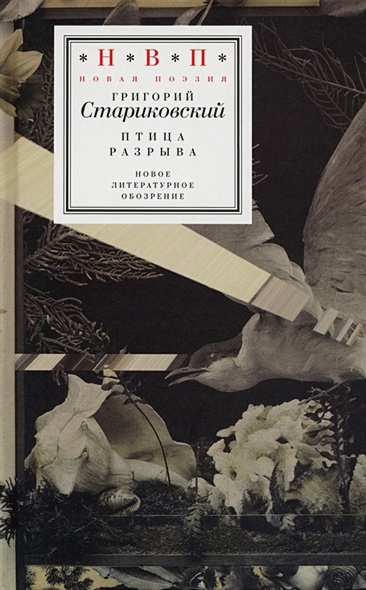 * Н * В * П *
НОВАЯ ПОЭЗИЯ
ГРИГОРИЙ
Стариковский
ПТИЦА
РАЗРЫВА
НОВОЕ
ЛИТЕРАТУРНОЕ
ОБОЗРЕНИЕ